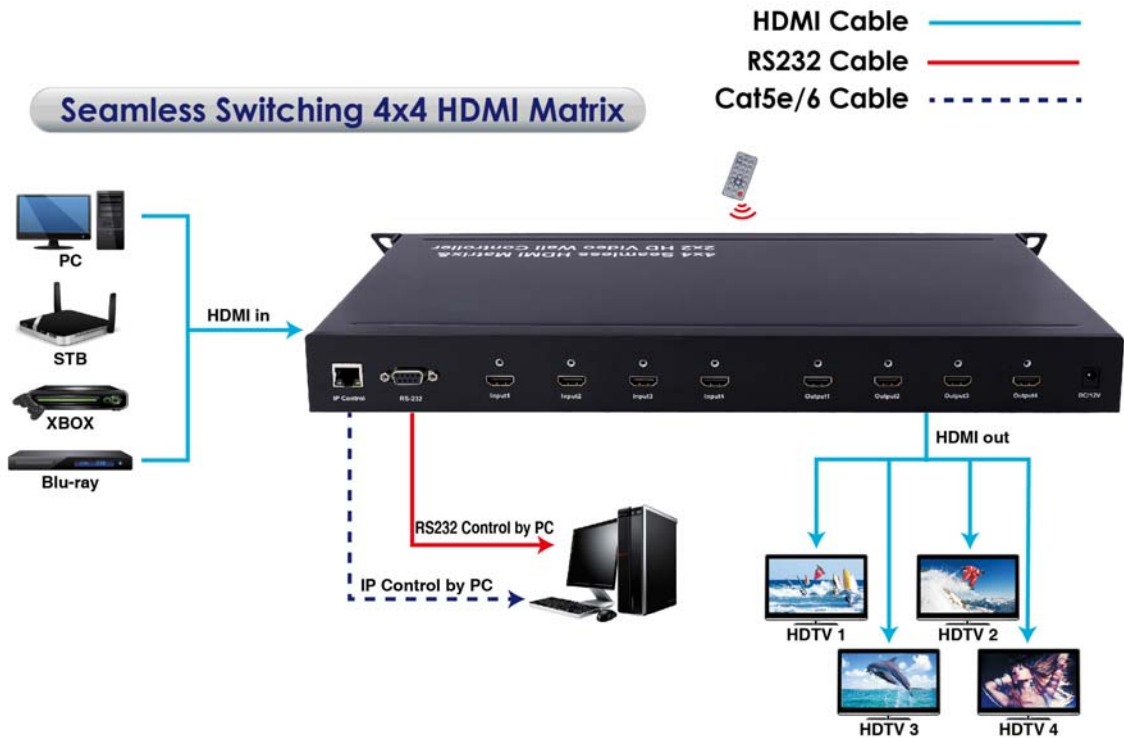 HDMI Cable
RS232 Cable
Cat5e/6 Cable
Seamless Switching 4x4 HDMI Matrix
PC
STB
XBOX
Blu-ray
HDMI in
4x4 Seamless HDMI Matrix&
2x2 HD Video Wall Controller
IP Control
RS-232
Input1
Input2
Input3
Input4
Output1
Output2
Output3
Output4
DC/12V
HDMI out
RS232 Control by PC
IP Control by PC
HDTV 1
HDTV 2
HDTV 3
HDTV 4